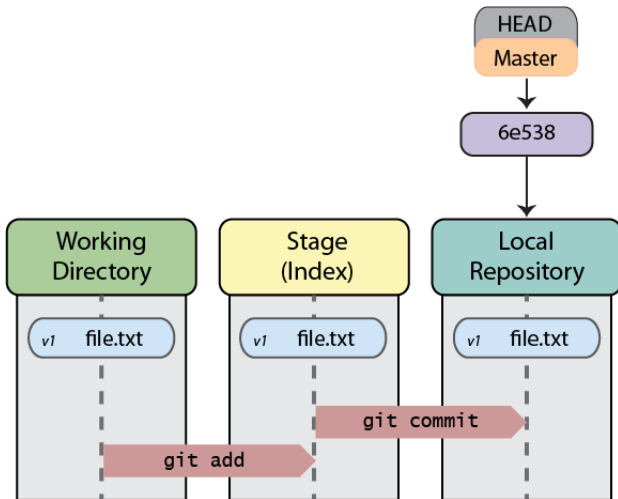 HEAD
Master
6e538
Working
Directory
Stage
(Index)
Local
Repository
v1 file.txt
v1 file.txt
v1 file.txt
git commit
git add